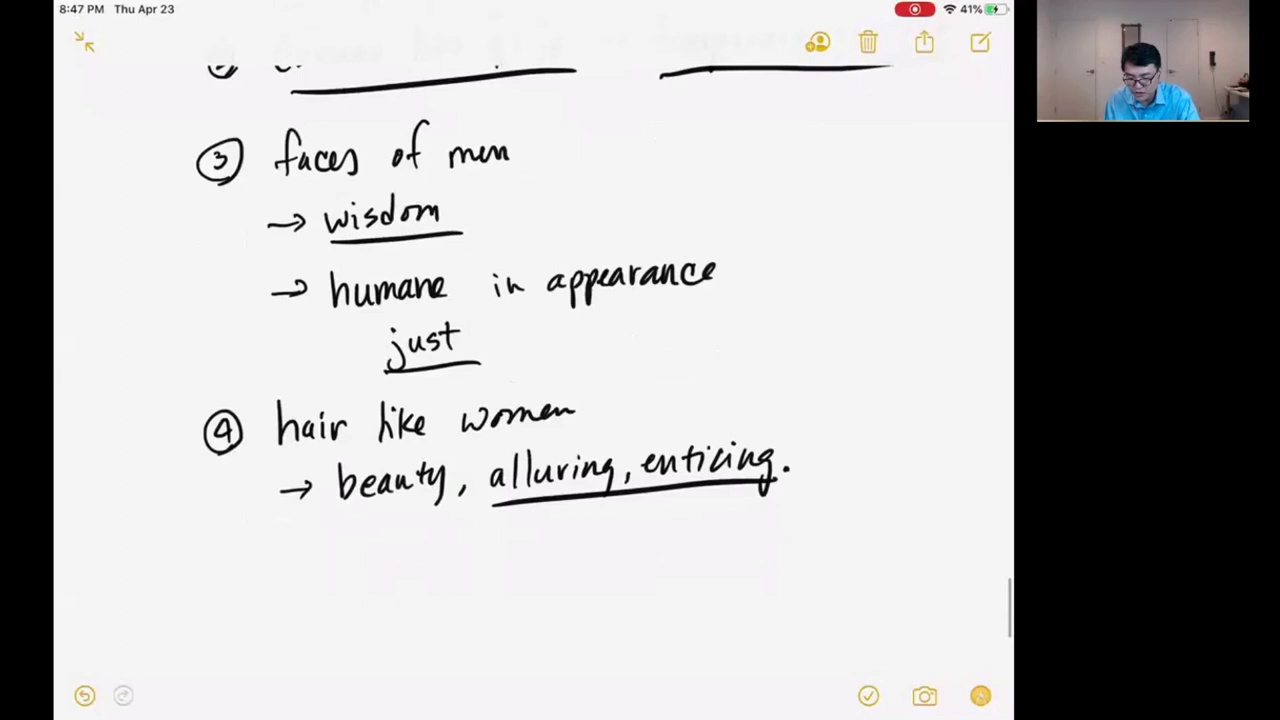 8:47 PM Thu Apr 23 41%
③ faces of men
→ wisdom
→ humane in appearance
just
④ hair like women
→ beauty, alluring, enticing.